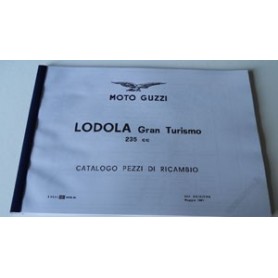 MOTO GUZZI
LODOLA Gran Turismo
235 cc
CATALOGO PEZZI DI RICAMBIO